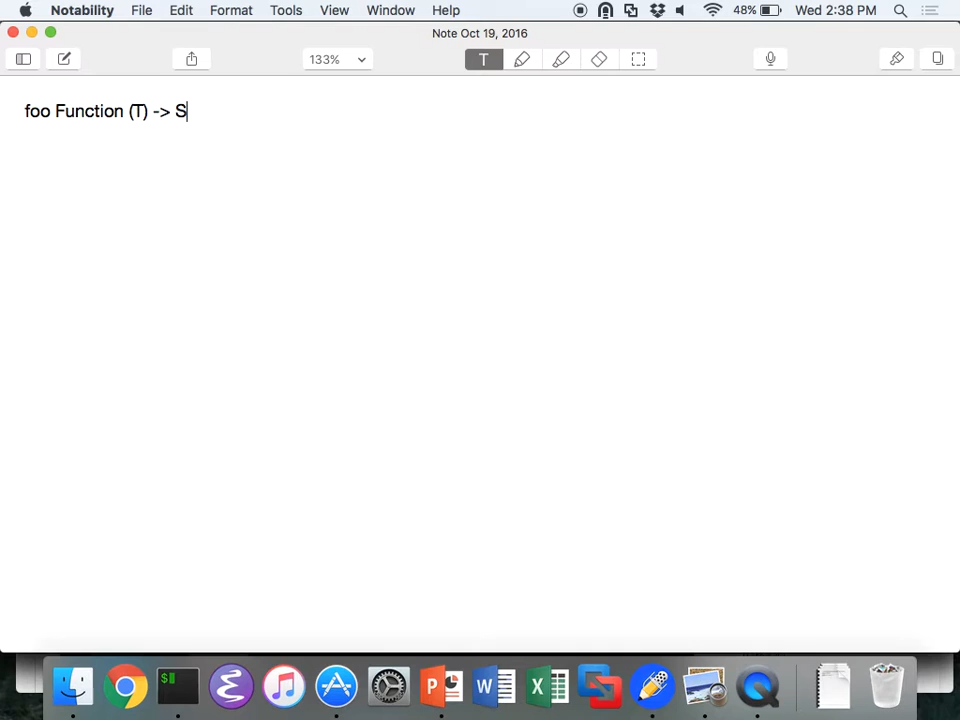 Notability File Edit Format Tools View Window Help 48% Wed 2:38 PM
Note Oct 19, 2016
133% T
foo Function (T) -> S